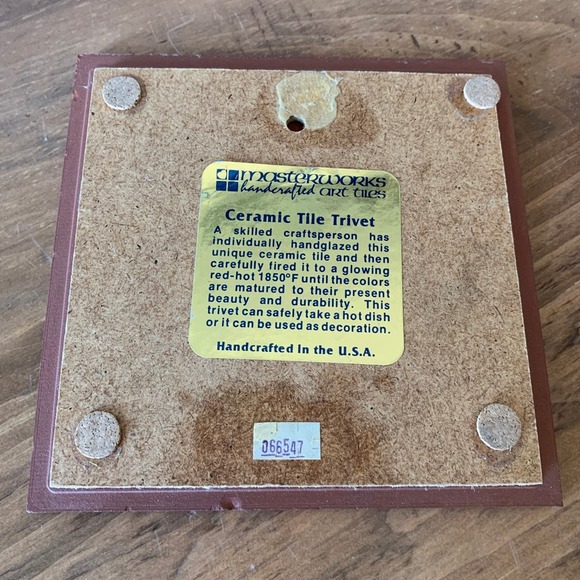 masterworks
handcrafted art tiles
Ceramic Tile Trivet
A skilled craftsperson has
individually handglazed this
unique ceramic tile and then
carefully fired it to a glowing
red-hot 1850°F until the colors
are matured to their present
beauty and durability. This
trivet can safely take a hot dish
or it can be used as decoration.
Handcrafted in the U.S.A.
066547